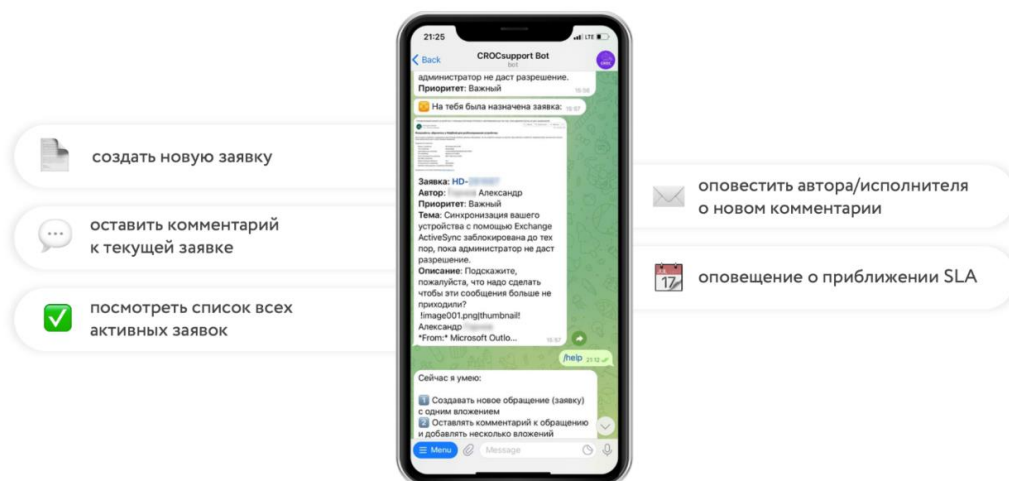 создать новую заявку
оставить комментарий
к текущей заявке
посмотреть список всех
активных заявок
21:25
LTE
Back
CROCsupport Bot
bot
администратор не даст разрешение.
Приоритет: Важный
На тебя была назначена заявка:
Заявка: HD-
Автор: Александр
Приоритет: Важный
Тема: Синхронизация вашего
устройства с помощью Exchange
ActiveSync заблокирована до тех
пор, пока администратор не даст
разрешение.
Описание: Подскажите,
пожалуйста, что надо сделать
чтобы эти сообщения больше не
приходили?
!image001.png|thumbnail!
Александр
*From:* Microsoft Outlo...
/help 21:12
Сейчас я умею:
1 Создавать новое обращение (заявку)
с одним вложением
2 Оставлять комментарий к обращению
и добавлять несколько вложений
Menu
Message
оповестить автора/исполнителя
о новом комментарии
17
оповещение о приближении SLA